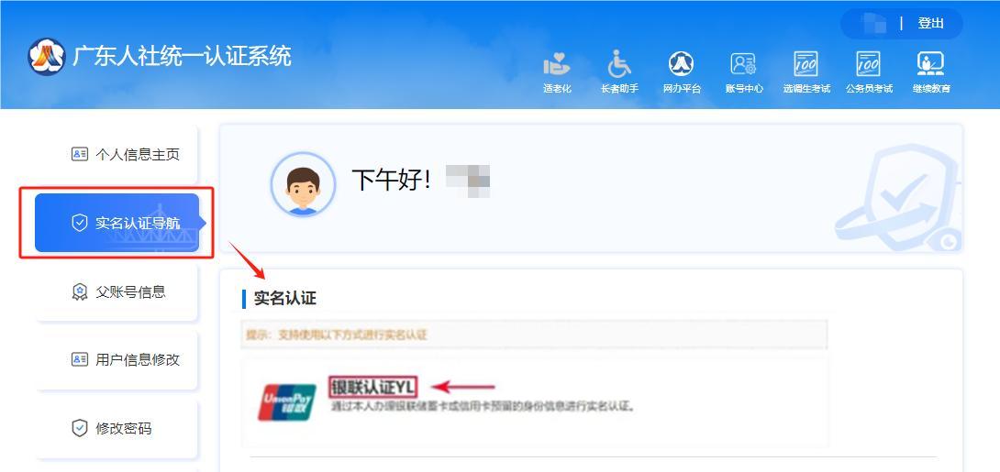 广东人社统一认证系统
登出
适老化
长者助手
网办平台
账号中心
选调生考试
公务员考试
继续教育
个人信息主页
实名认证导航
父账号信息
用户信息修改
修改密码
下午好!
实名认证
提示：支持使用以下方式进行实名认证
UnionPay
银联
银联认证YL
通过本人办理银联储蓄卡或信用卡预留的身份信息进行实名认证。